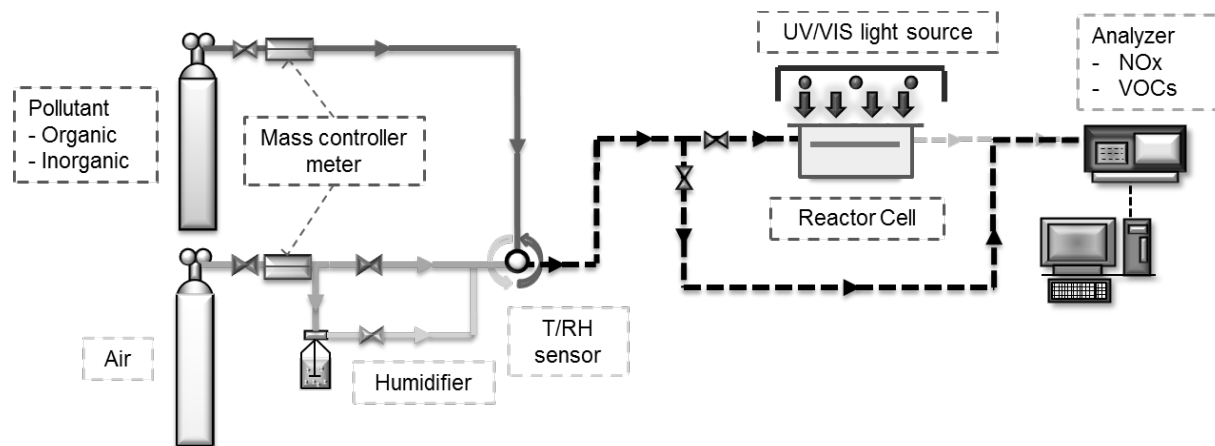 UV/VIS light source
Analyzer
- NOx
- VOCs
Pollutant
- Organic
- Inorganic
Mass controller
meter
Reactor Cell
T/RH
sensor
Air
Humidifier